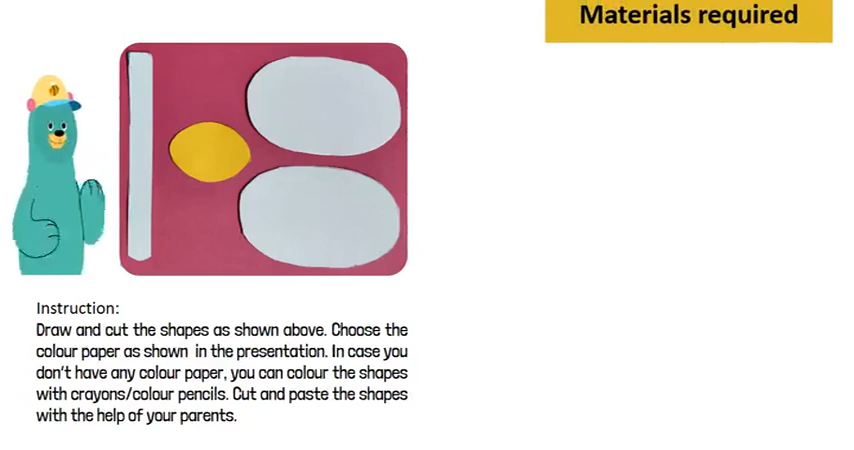 Materials required
Instruction:
Draw and cut the shapes as shown above. Choose the
colour paper as shown in the presentation. In case you
don't have any colour paper, you can colour the shapes
with crayons/colour pencils. Cut and paste the shapes
with the help of your parents.